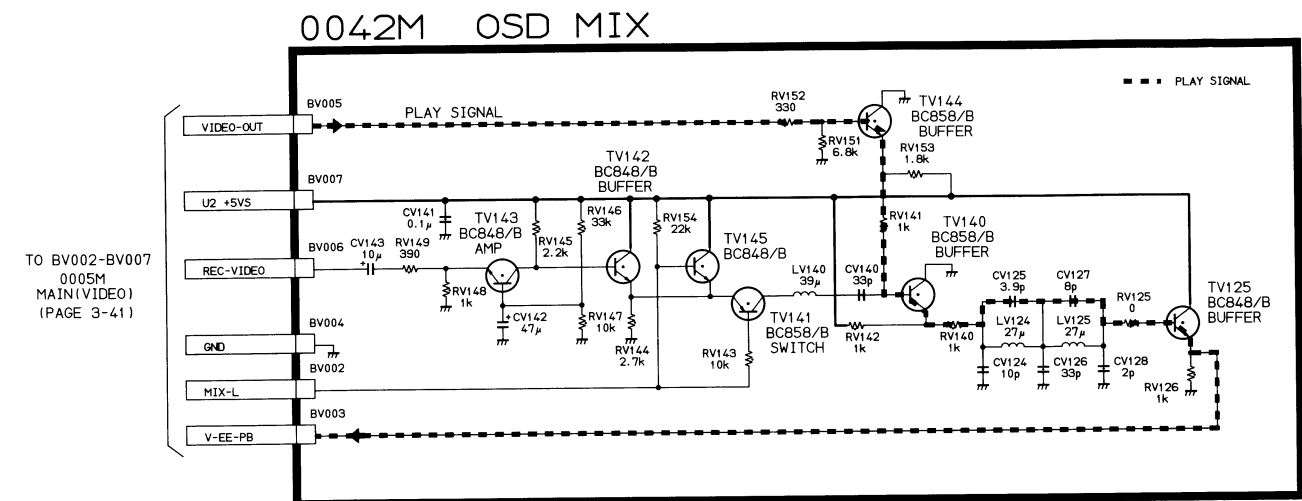 0042M OSD MIX
PLAY SIGNAL
BV005
VIDEO-OUT
PLAY SIGNAL
RV152
330
RV151
6.8k
TV144
BC858/B
BUFFER
RV153
1.8k
BV007
U2 +5VS
CV141
0.1μ
TV143
BC848/B
AMP
RV145
2.2k
RV146
33k
TV142
BC848/B
BUFFER
RV154
22k
TV145
BC848/B
RV141
1k
TV140
BC858/B
BUFFER
TO BV002-BV007
0005M
MAIN(VIDEO)
(PAGE 3-41)
BV006
REC-VIDEO
CV143
10μ
+
RV149
390
RV148
1k
+
CV142
47μ
RV147
10k
RV144
2.7k
LV140
39μ
CV140
33p
TV141
BC858/B
SWITCH
RV143
10k
RV142
1k
RV140
1k
CV125
3.9p
CV127
8p
LV124
27μ
LV125
27μ
CV124
10p
CV126
33p
CV128
2p
RV125
0
TV125
BC848/B
BUFFER
RV126
1k
BV004
GND
BV002
MIX-L
BV003
V-EE-PB